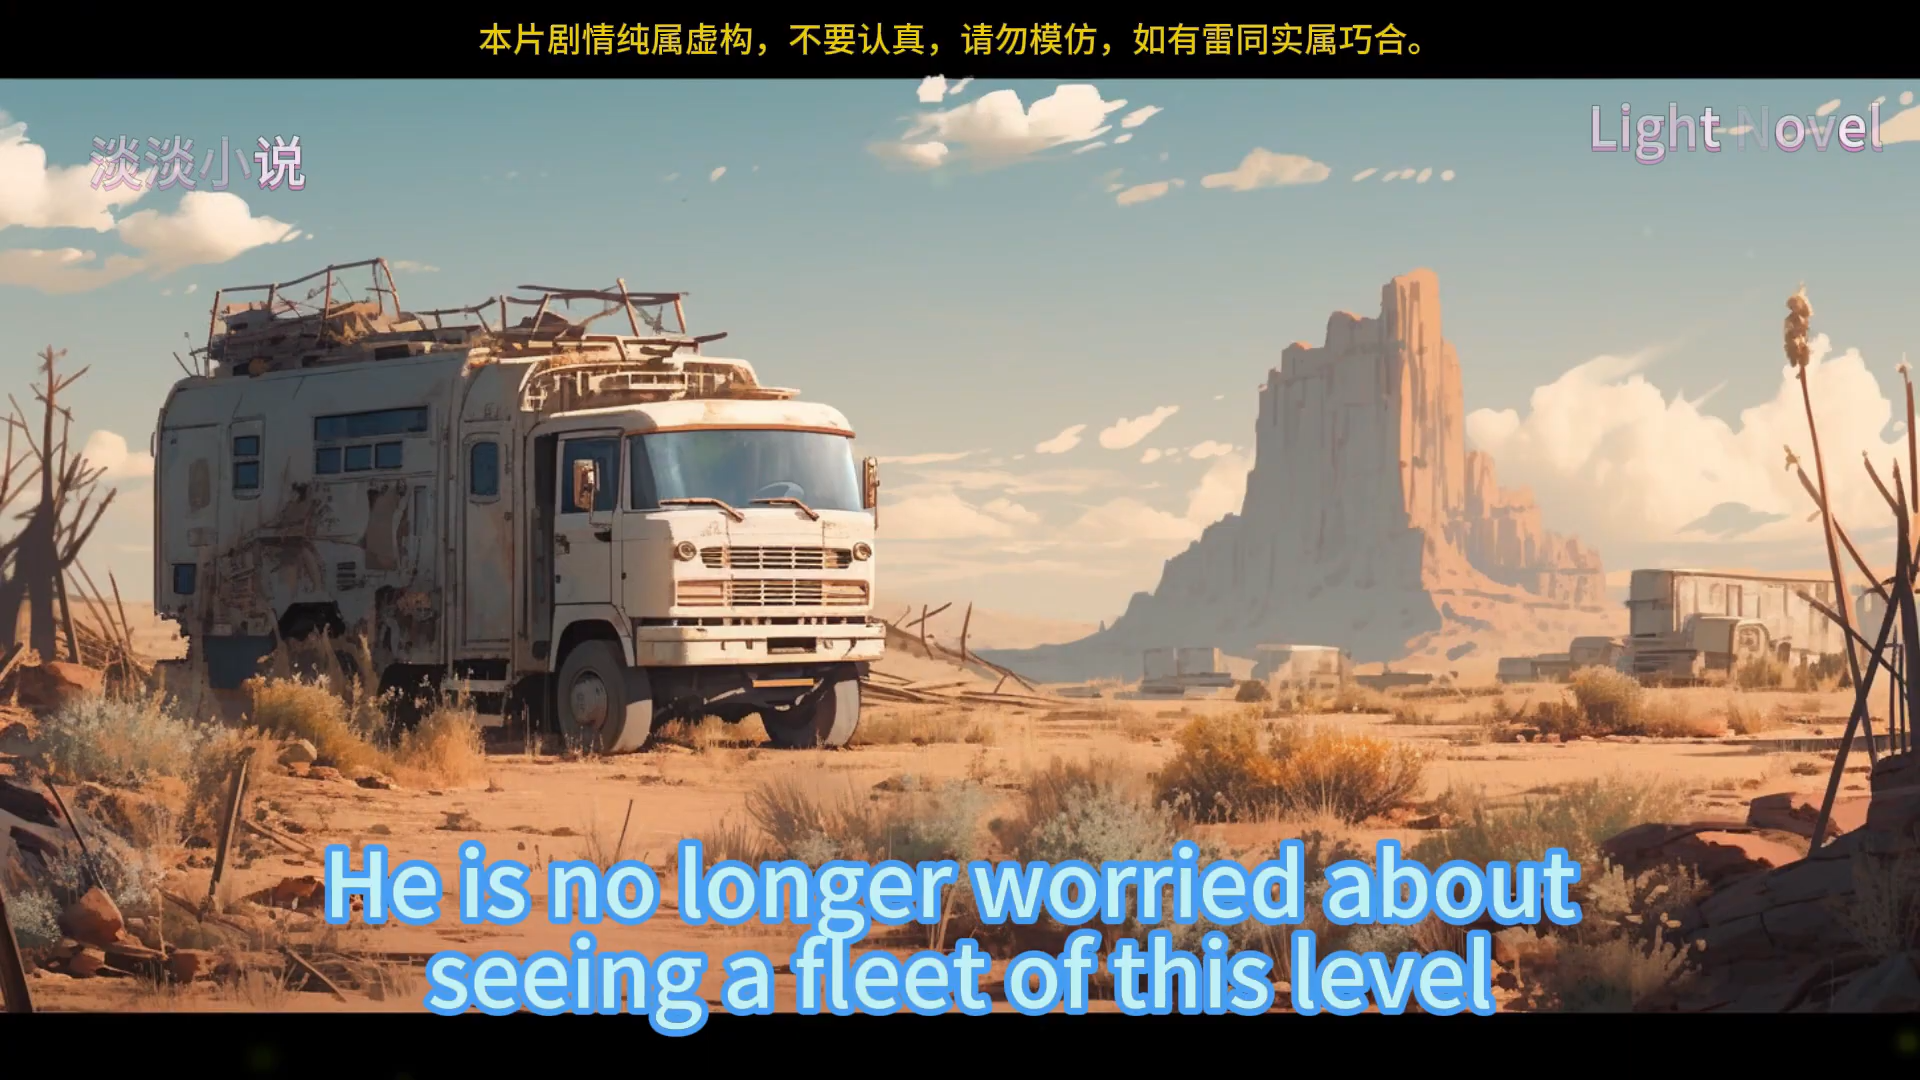 本片剧情纯属虚构，不要认真，请勿模仿，如有雷同实属巧合。
淡淡小说
Light Novel
He is no longer worried about
seeing a fleet of this level